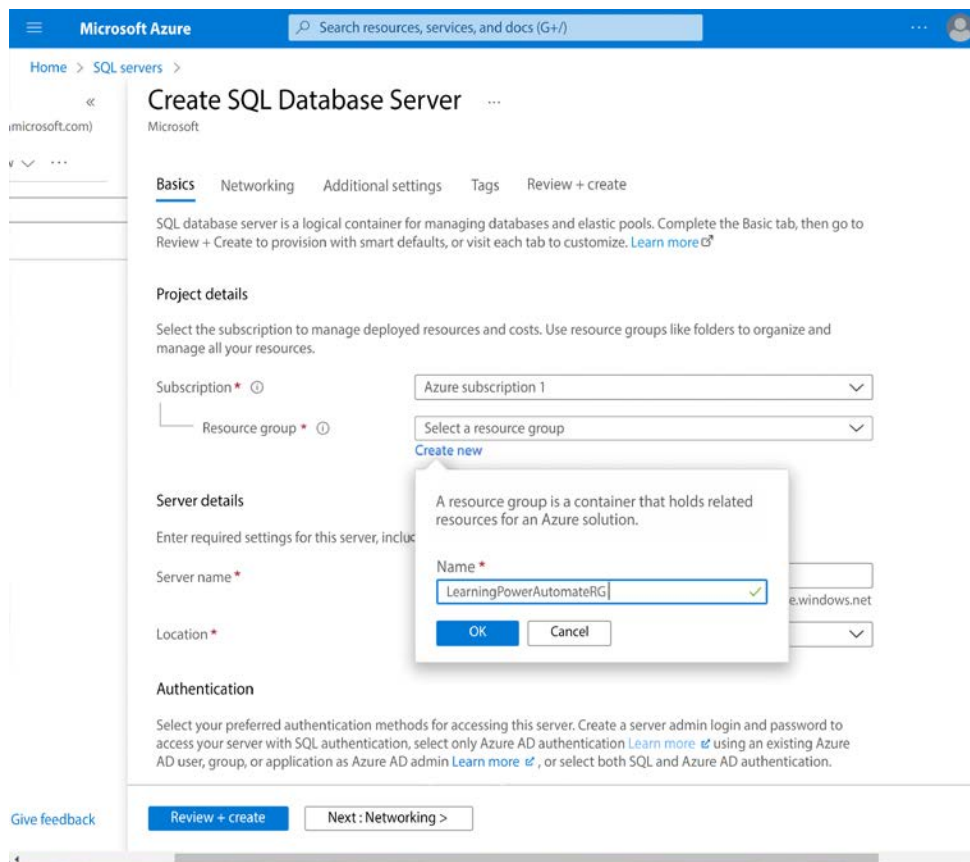 Microsoft Azure
Search resources, services, and docs (G+/)
Home > SQL servers >
«
Create SQL Database Server ...
microsoft.com)
Microsoft
Basics Networking Additional settings Tags Review + create
SQL database server is a logical container for managing databases and elastic pools. Complete the Basic tab, then go to
Review + Create to provision with smart defaults, or visit each tab to customize. Learn more
Project details
Select the subscription to manage deployed resources and costs. Use resource groups like folders to organize and
manage all your resources.
Subscription *
Azure subscription 1
Resource group *
Select a resource group
Create new
A resource group is a container that holds related
resources for an Azure solution.
Name *
LearningPowerAutomateRG
OK Cancel
Server details
Enter required settings for this server, includ
Server name *
e.windows.net
Location *
Authentication
Select your preferred authentication methods for accessing this server. Create a server admin login and password to
access your server with SQL authentication, select only Azure AD authentication Learn more using an existing Azure
AD user, group, or application as Azure AD admin Learn more , or select both SQL and Azure AD authentication.
Give feedback
Review + create
Next : Networking >